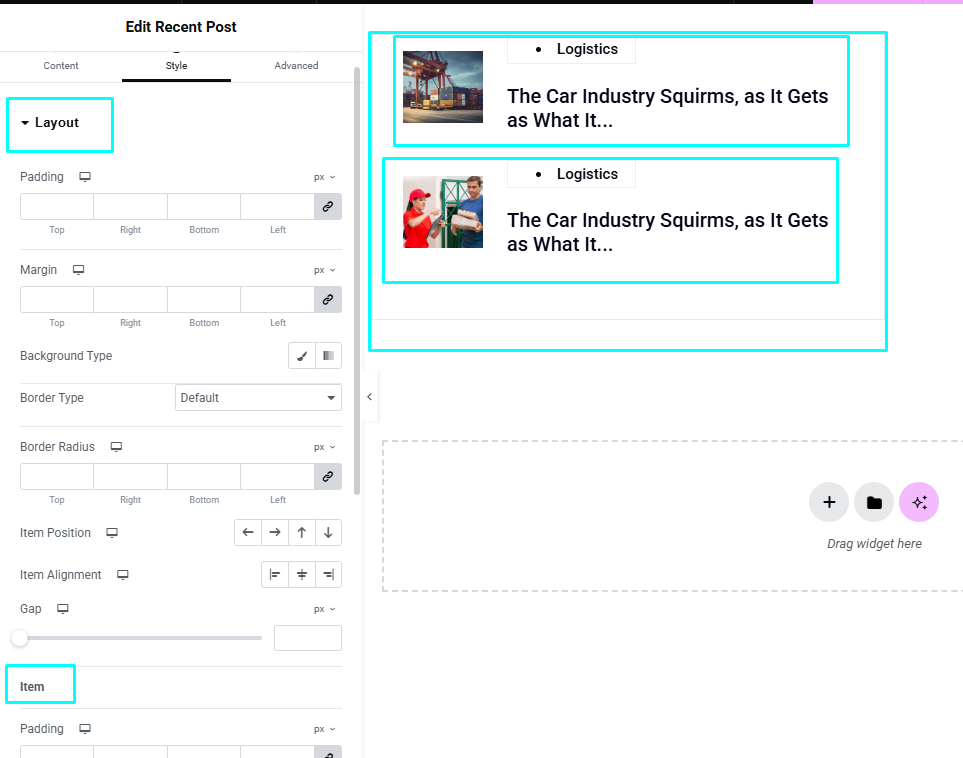 Edit Recent Post
Content
Style
Advanced
Layout
Padding
px
Top
Right
Bottom
Left
Margin
px
Top
Right
Bottom
Left
Background Type
Border Type
Default
Border Radius
px
Top
Right
Bottom
Left
Item Position
Item Alignment
Gap
px
Item
Padding
px
• Logistics
The Car Industry Squirms, as It Gets
as What It...
• Logistics
The Car Industry Squirms, as It Gets
as What It...
Drag widget here